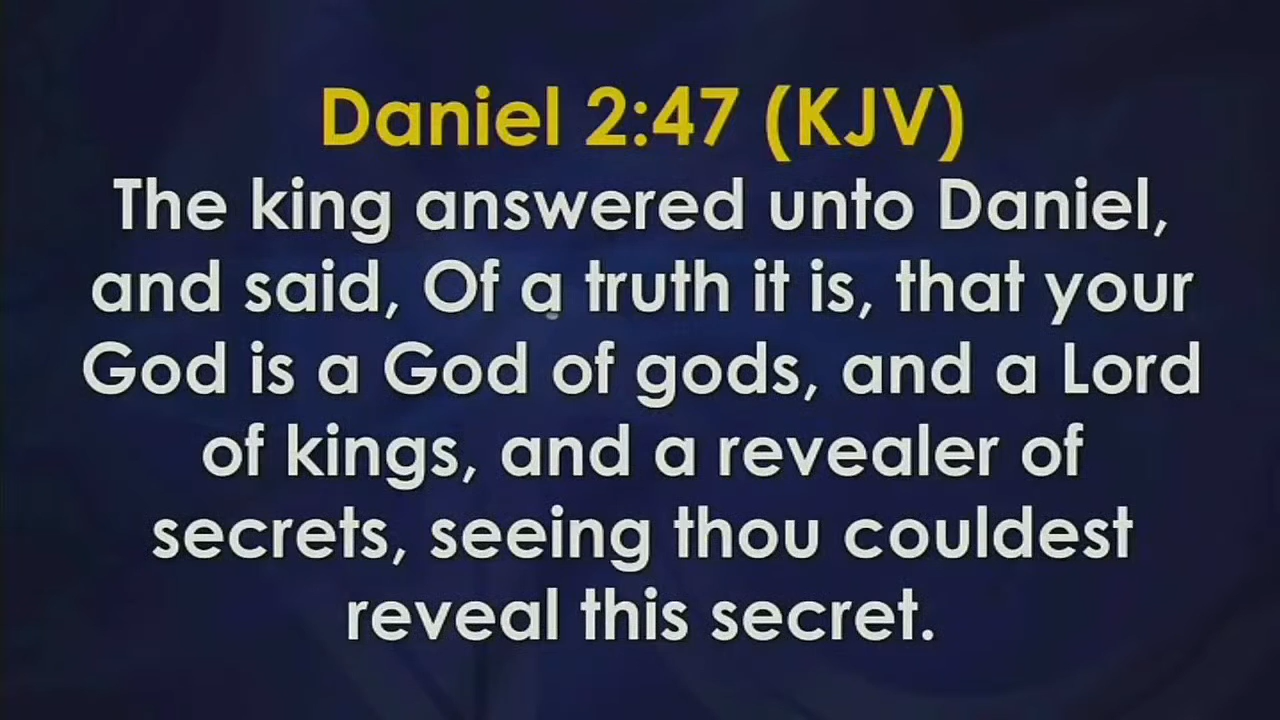 Daniel 2:47 (KJV)
The king answered unto Daniel,
and said, Of a truth it is, that your
God is a God of gods, and a Lord
of kings, and a revealer of
secrets, seeing thou couldest
reveal this secret.